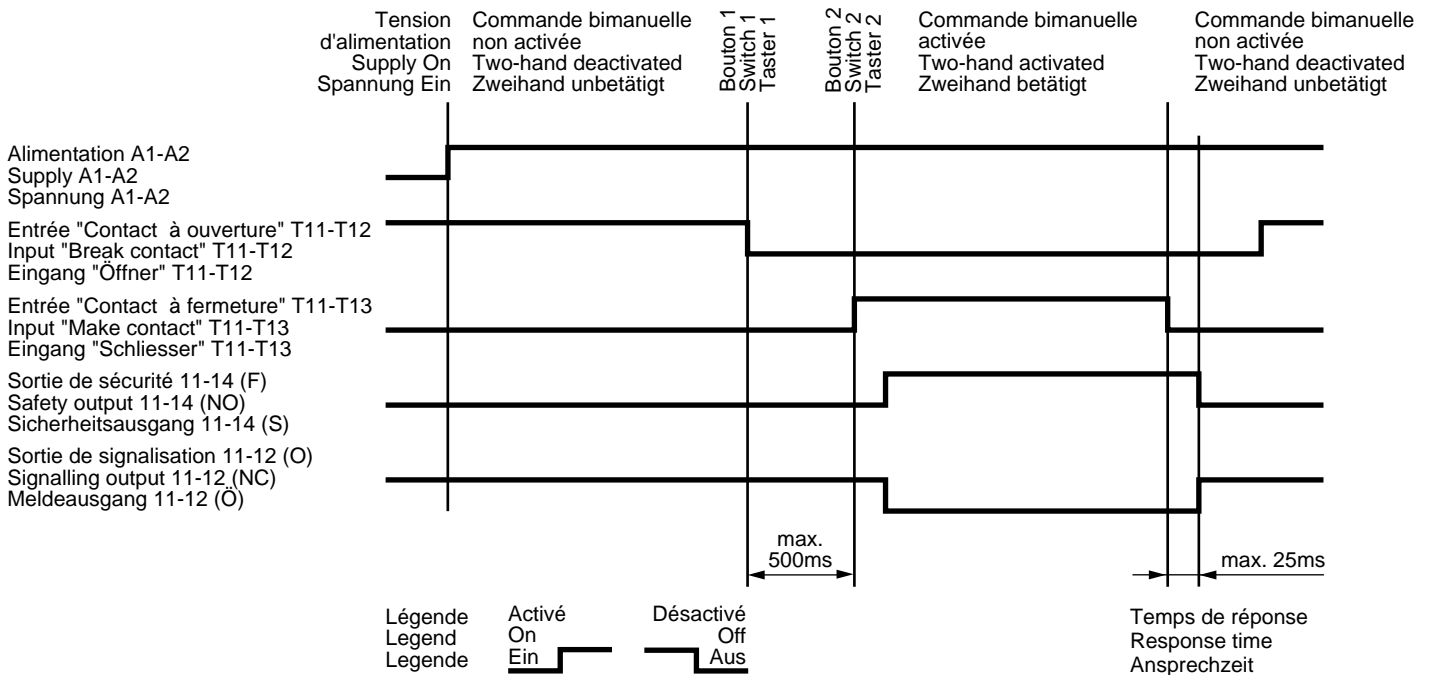 Tension
d'alimentation
Supply On
Spannung Ein
Commande bimanuelle
non activée
Two-hand deactivated
Zweihand unbetätigt
Bouton 1
Switch 1
Taster 1
Bouton 2
Switch 2
Taster 2
Commande bimanuelle
activée
Two-hand activated
Zweihand betätigt
Commande bimanuelle
non activée
Two-hand deactivated
Zweihand unbetätigt
Alimentation A1-A2
Supply A1-A2
Spannung A1-A2
Entrée "Contact à ouverture" T11-T12
Input "Break contact" T11-T12
Eingang "Öffner" T11-T12
Entrée "Contact à fermeture" T11-T13
Input "Make contact" T11-T13
Eingang "Schliesser" T11-T13
Sortie de sécurité 11-14 (F)
Safety output 11-14 (NO)
Sicherheitsausgang 11-14 (S)
Sortie de signalisation 11-12 (O)
Signalling output 11-12 (NC)
Meldeausgang 11-12 (Ö)
max.
500ms
max. 25ms
Légende
Legend
Legende
Activé
On
Ein
Désactivé
Off
Aus
Temps de réponse
Response time
Ansprechzeit